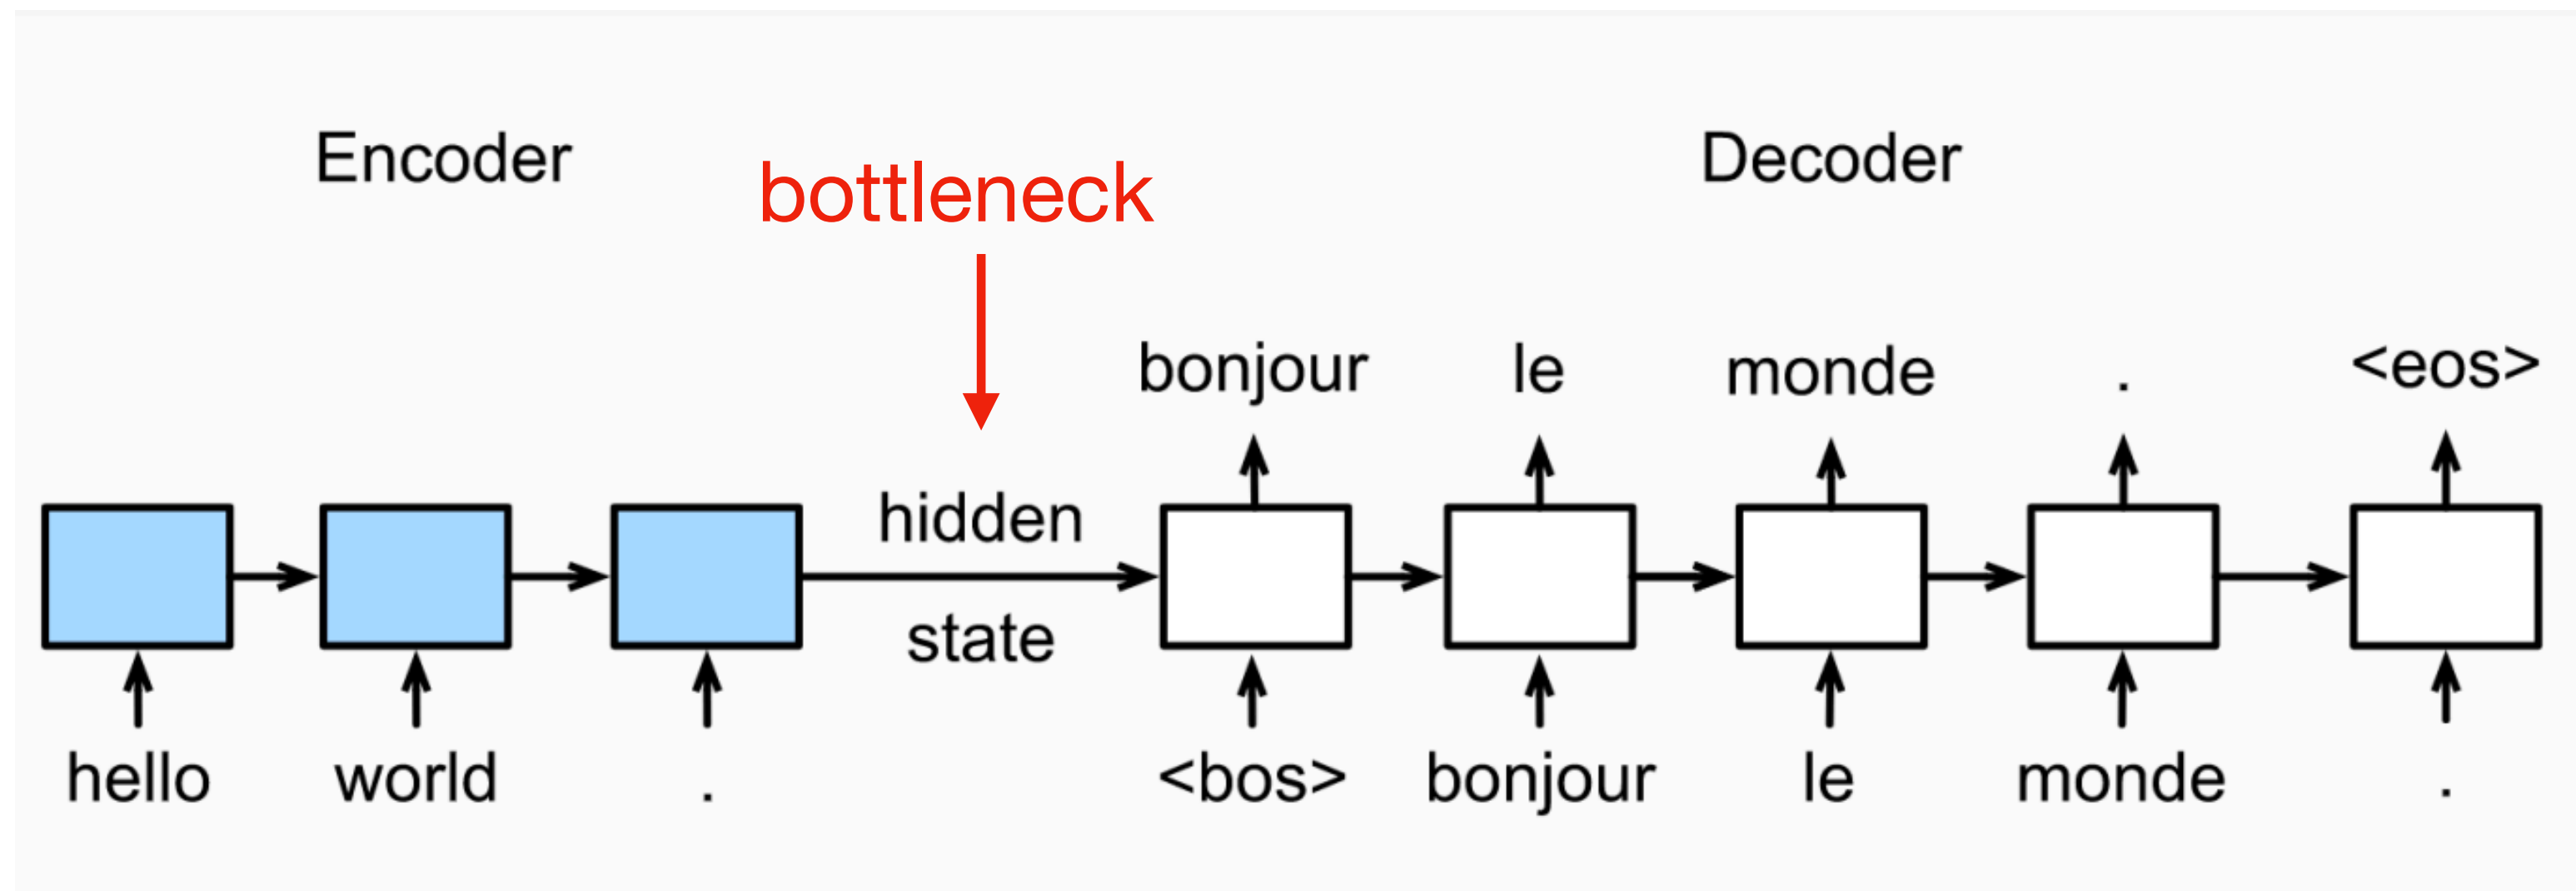 Encoder
bottleneck
Decoder
bonjour le monde . <eos>
hidden
state
hello world . <bos> bonjour le monde .